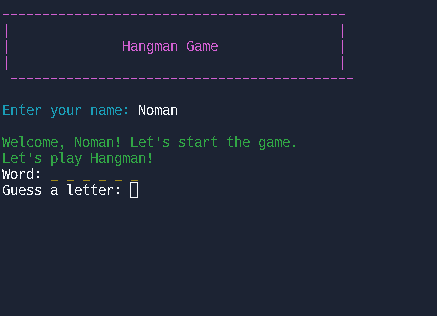 Hangman Game
Enter your name: Noman
Welcome, Noman! Let's start the game.
Let's play Hangman!
Word: _ _ _ _ _ _
Guess a letter: